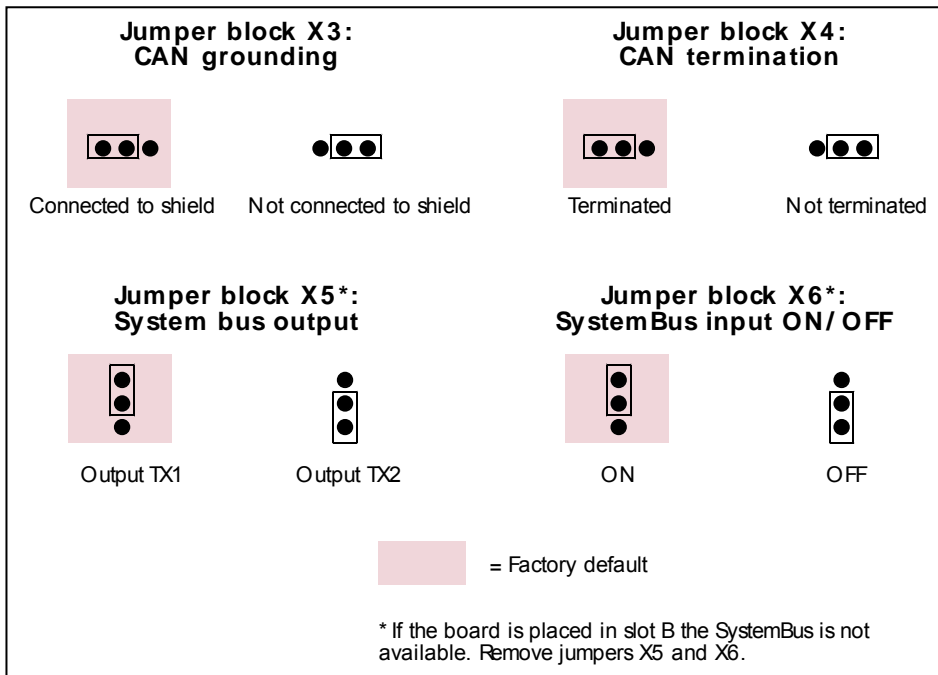 Jumper block X3:
CAN grounding
Jumper block X4:
CAN termination
Connected to shield
Not connected to shield
Terminated
Not terminated
Jumper block X5*:
System bus output
Jumper block X6*:
SystemBus input ON/ OFF
Output TX1
Output TX2
ON
OFF
= Factory default
* If the board is placed in slot B the SystemBus is not
available. Remove jumpers X5 and X6.